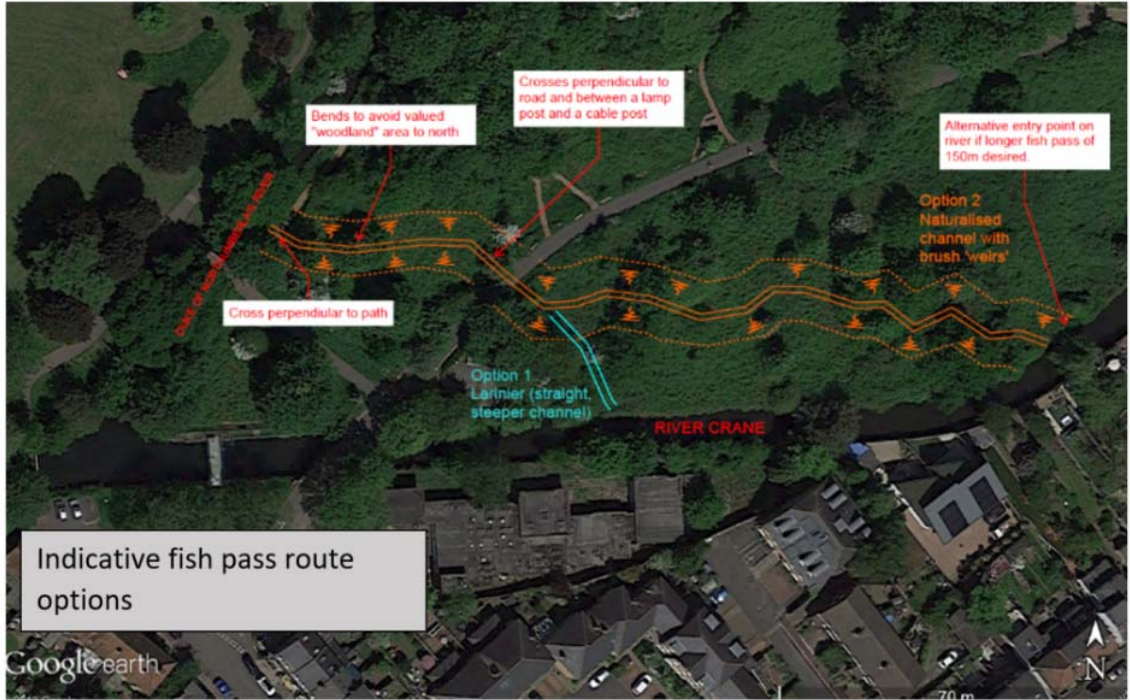 Crosses perpendicular to
road and between a lamp
post and a cable post
Bends to avoid valued
"woodland" area to north
Alternative entry point on
river if longer fish pass of
150m desired.
Option 2
Naturalised
channel with
brush 'weirs'
RIVER
Cross perpendiular to path
Option 1
Larinier (straight,
steeper channel)
RIVER CRANE
Indicative fish pass route
options
Google earth
N
70 m